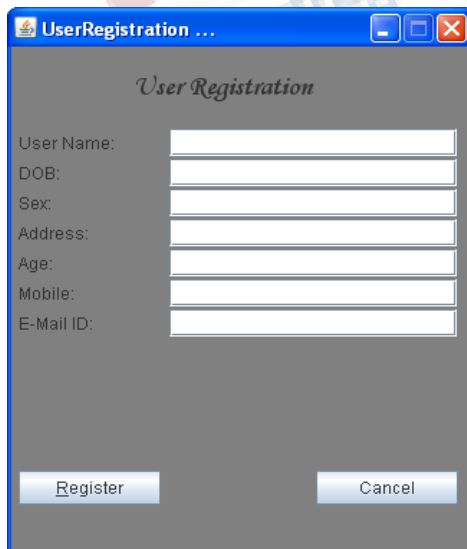 UserRegistration ...
User Registration
User Name:
DOB:
Sex:
Address:
Age:
Mobile:
E-Mail ID:
Register Cancel